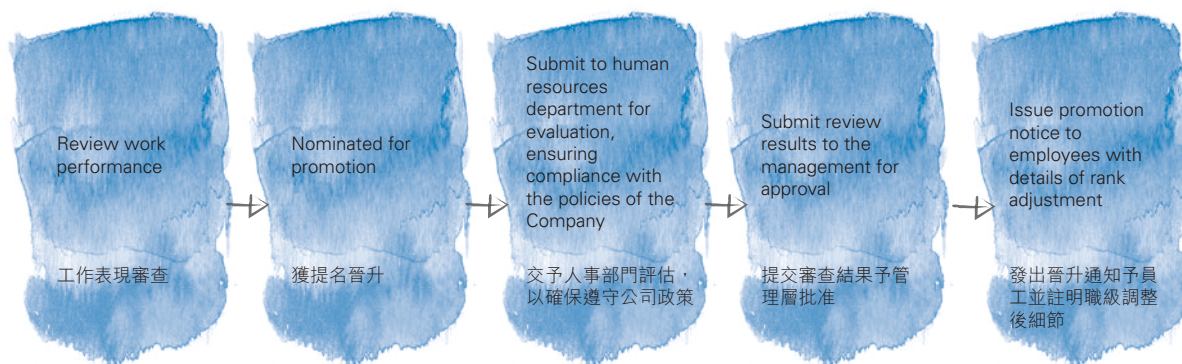 Review work
performance
工作表現審查
Nominated for
promotion
獲提名晉升
Submit to human
resources
department for
evaluation,
ensuring
compliance with
the policies of the
Company
交予人事部門評估，
以確保遵守公司政策
Submit review
results to the
management for
approval
提交審查結果予管
理層批准
Issue promotion
notice to
employees with
details of rank
adjustment
發出晉升通知予員
工並註明職級調整
後細節